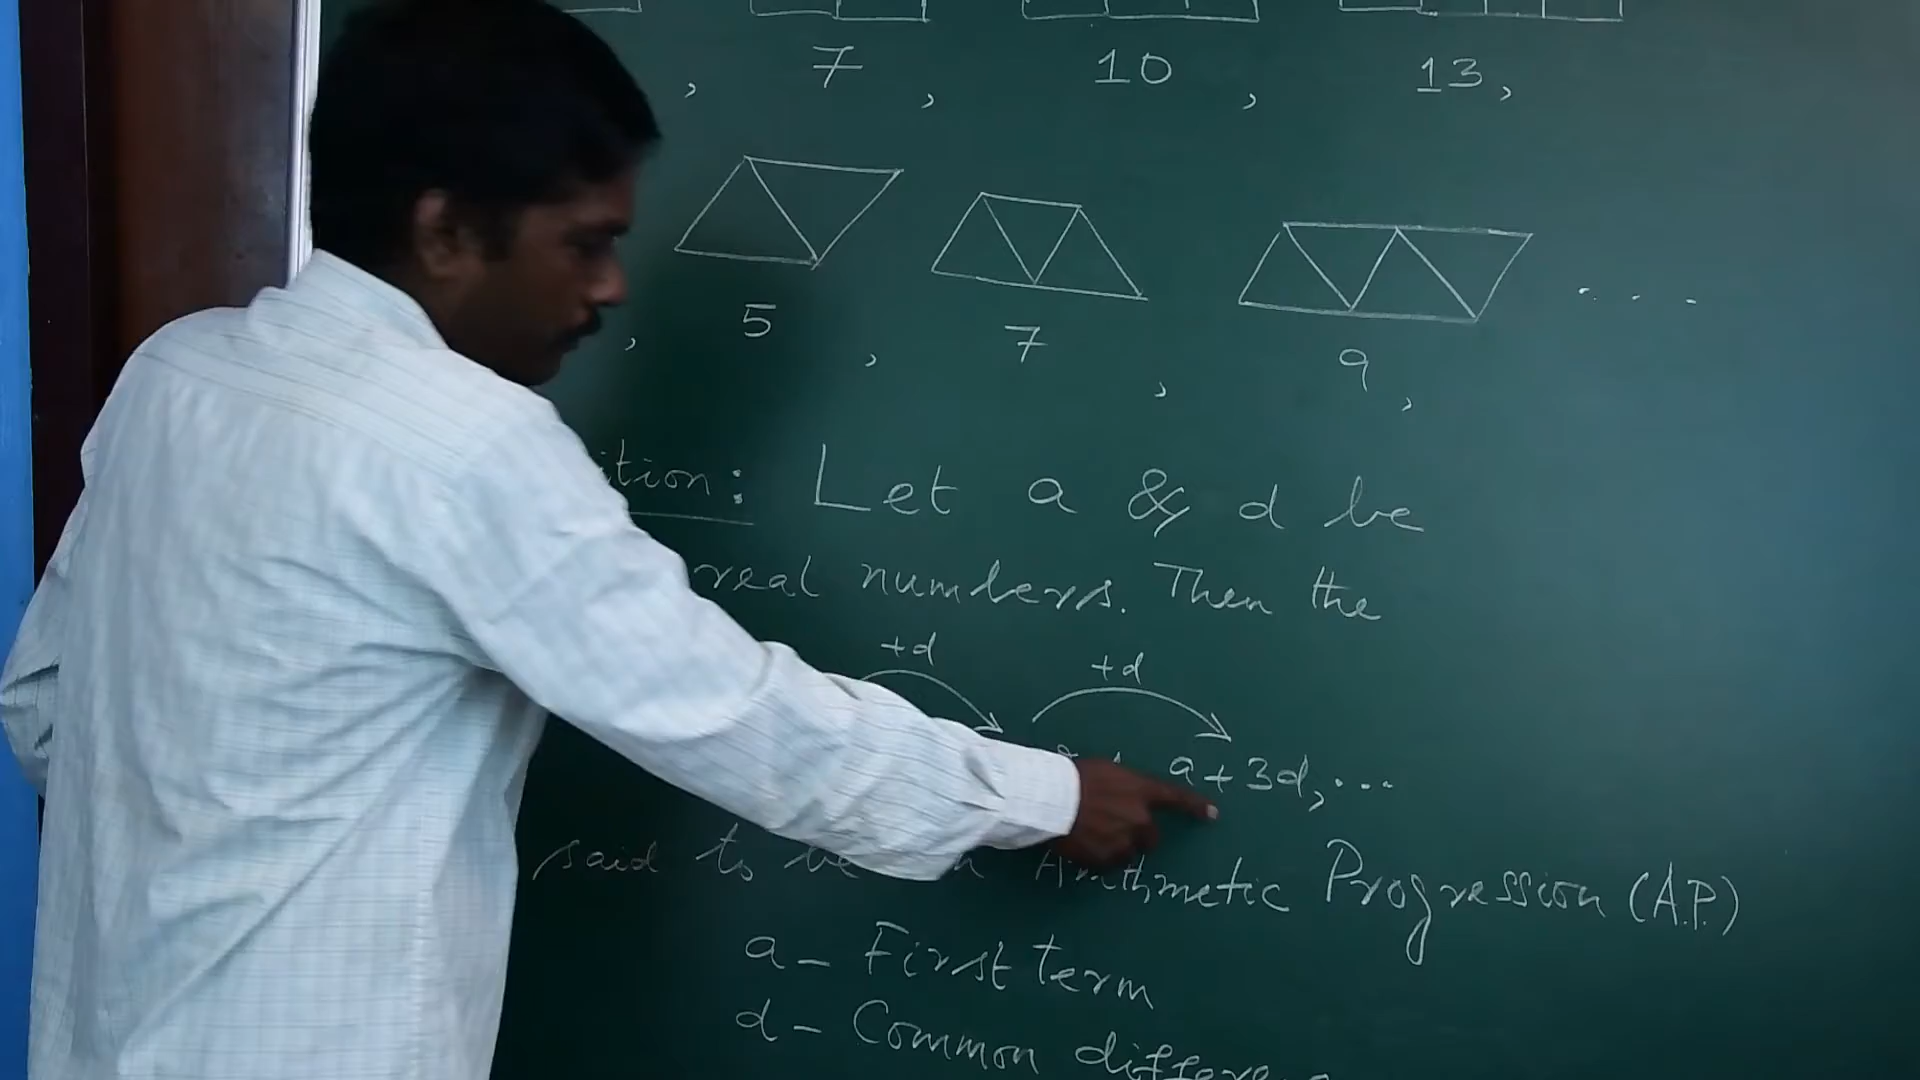 , 7 , 10 , 13,
, 5 , 7 , 9, ....
Let a & d be
real numbers. Then the
+d +d
a+3d,...
said to be Arithmetic Progression (A.P.)
a - First term
d - Common